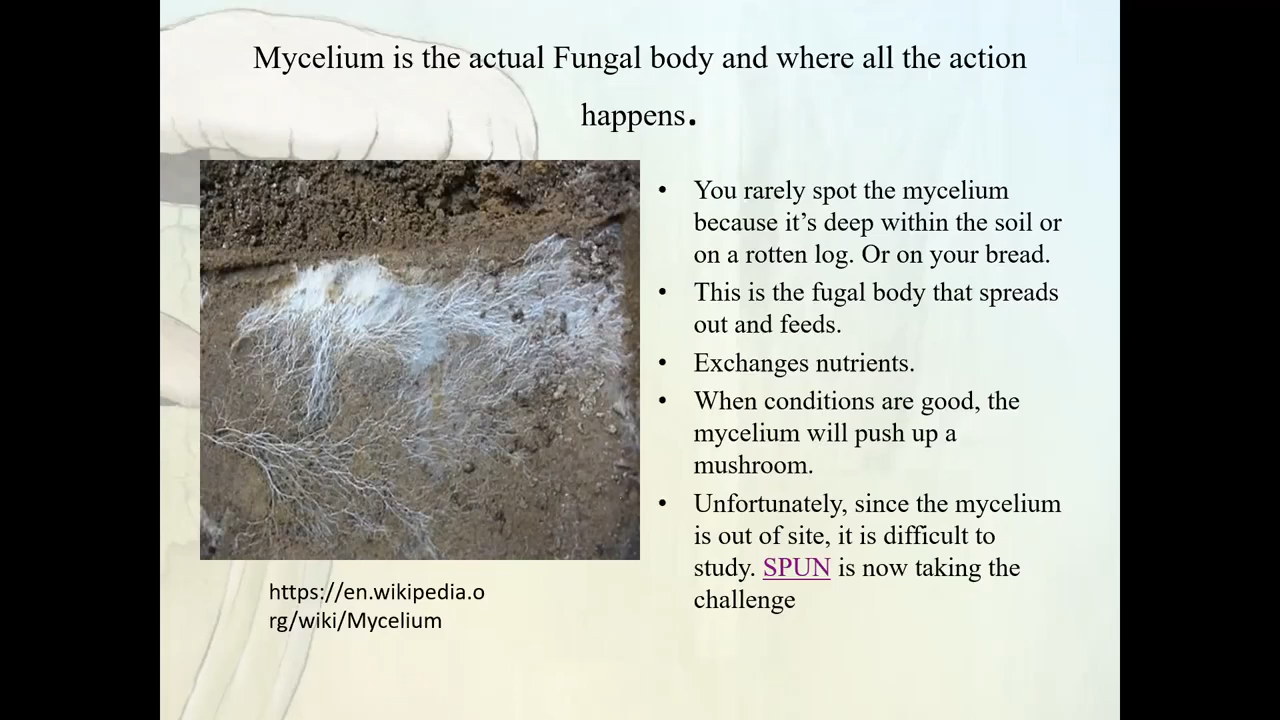 Mycelium is the actual Fungal body and where all the action
happens.
• You rarely spot the mycelium
because it’s deep within the soil or
on a rotten log. Or on your bread.
• This is the fugal body that spreads
out and feeds.
• Exchanges nutrients.
• When conditions are good, the
mycelium will push up a
mushroom.
• Unfortunately, since the mycelium
is out of site, it is difficult to
study. SPUN is now taking the
challenge
https://en.wikipedia.o
rg/wiki/Mycelium